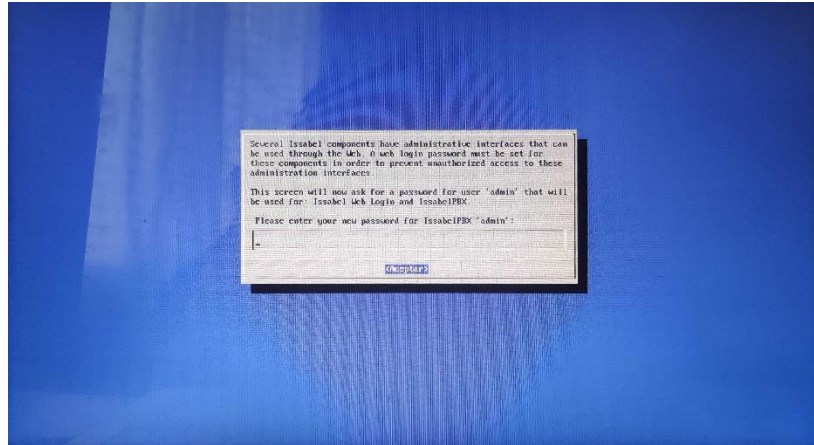 Several Issabel components have administrative interfaces that can
be used through the Web. A web login password must be set for
these components in order to prevent unauthorized access to these
administration interfaces.
This screen will now ask for a password for user 'admin' that will
be used for: Issabel Web Login and IssabelPBX.
Please enter your new password for IssabelPBX 'admin':
<Aceptar>